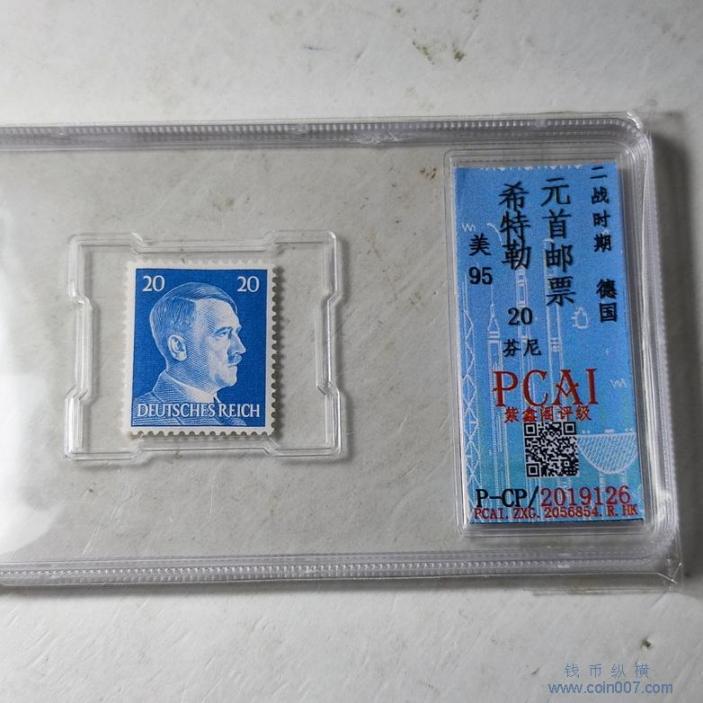 20 20
DEUTSCHES REICH
二战时期 德国
元首邮票
希特勒
美
95
20
芬尼
PCAI
紫鑫阁评级
P-CP/2019126
PCAI.ZXG.2056854.R.HK
钱币纵横
www.coin007.com